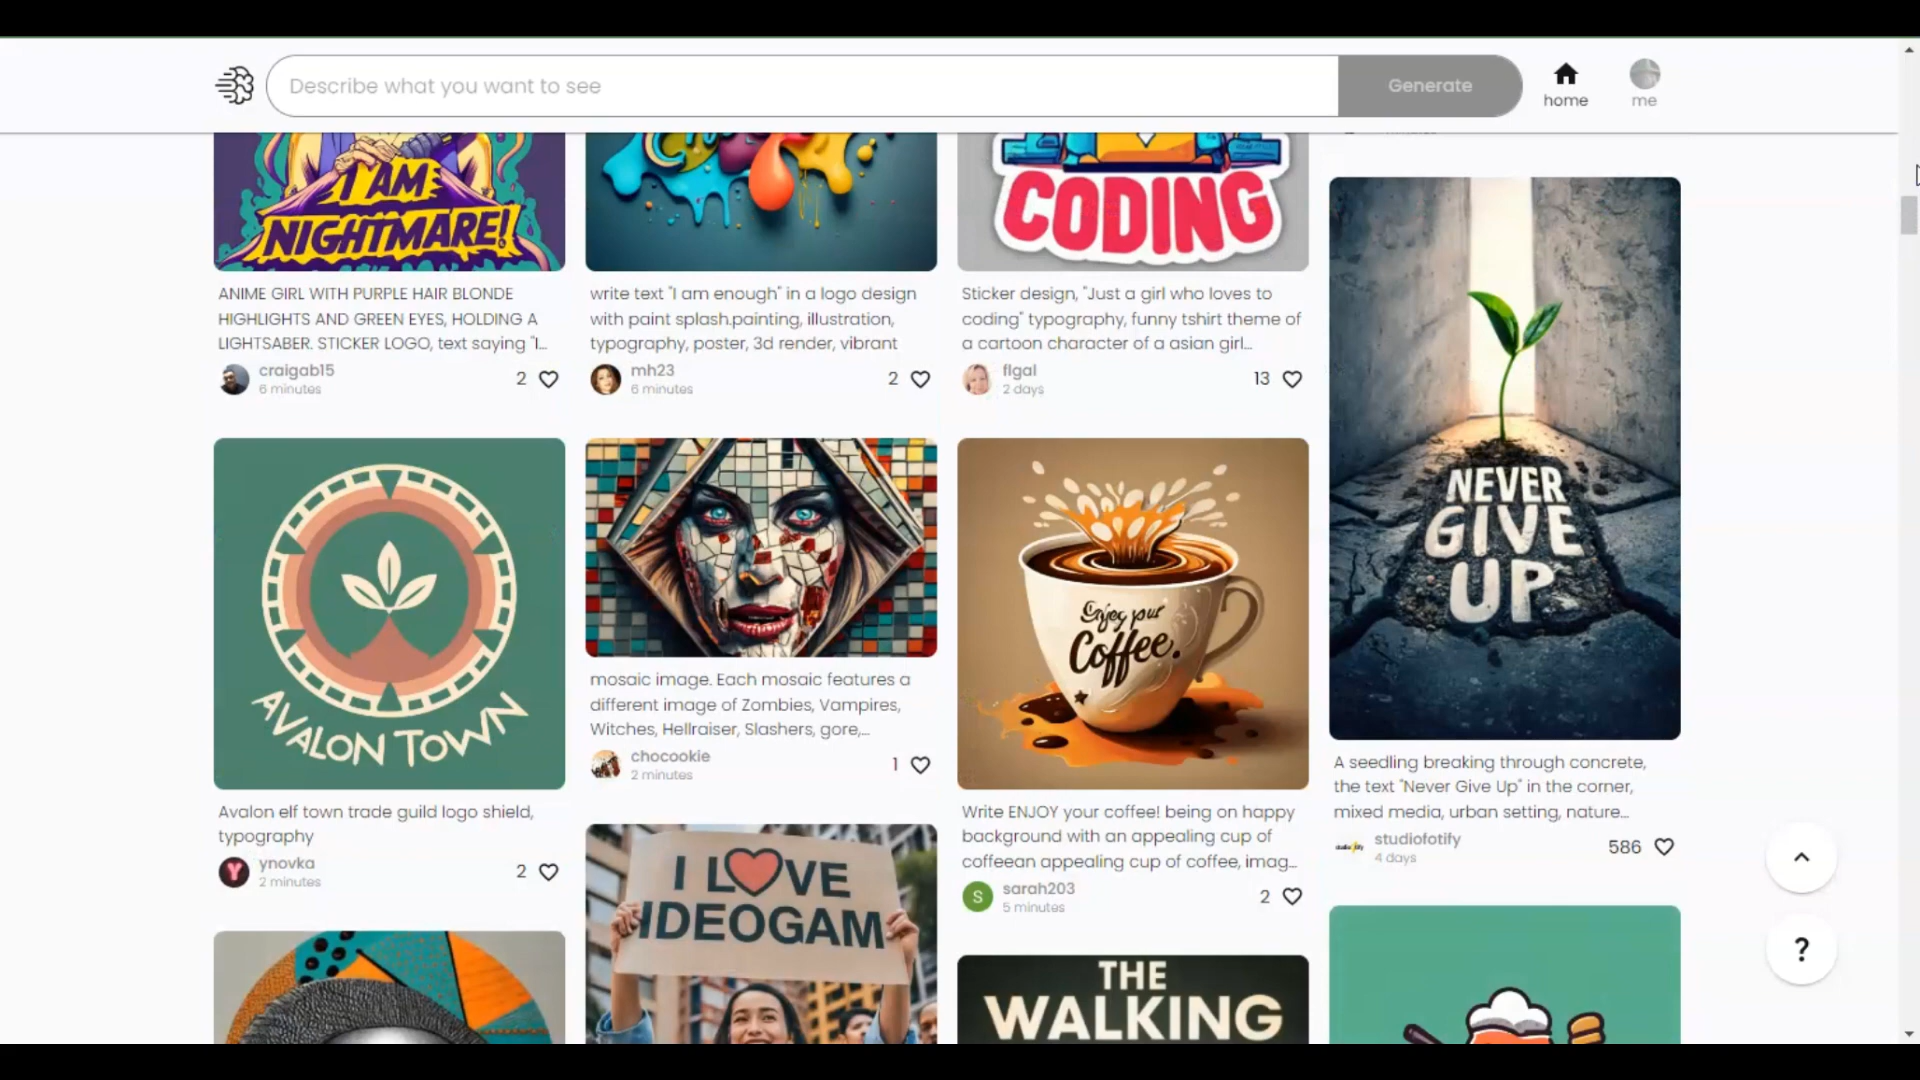 Describe what you want to see
Generate
home
me
I AM
NIGHTMARE!
ANIME GIRL WITH PURPLE HAIR BLONDE
HIGHLIGHTS AND GREEN EYES, HOLDING A
LIGHTSABER. STICKER LOGO, text saying "I...
craigab15
6 minutes
2
write text "I am enough" in a logo design
with paint splash.painting, illustration,
typography, poster, 3d render, vibrant
mh23
6 minutes
2
CODING
Sticker design, "Just a girl who loves to
coding" typography, funny tshirt theme of
a cartoon character of a asian girl...
flgal
2 days
13
NEVER
GIVE
UP
A seedling breaking through concrete,
the text "Never Give Up" in the corner,
mixed media, urban setting, nature...
studiofotify
4 days
586
AVALON TOWN
Avalon elf town trade guild logo shield,
typography
Y
ynovka
2 minutes
2
mosaic image. Each mosaic features a
different image of Zombies, Vampires,
Witches, Hellraiser, Slashers, gore,...
chocookie
2 minutes
1
Coffee.
Write ENJOY your coffee! being on happy
background with an appealing cup of
coffeean appealing cup of coffee, imag...
S
sarah203
5 minutes
2
I LOVE
IDEOGAM
THE
WALKING
?